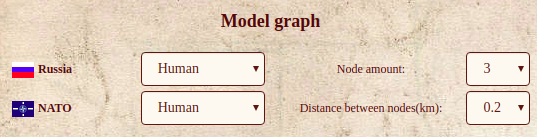 Model graph
Russia Human Node amount: 3
NATO Human Distance between nodes(km): 0.2